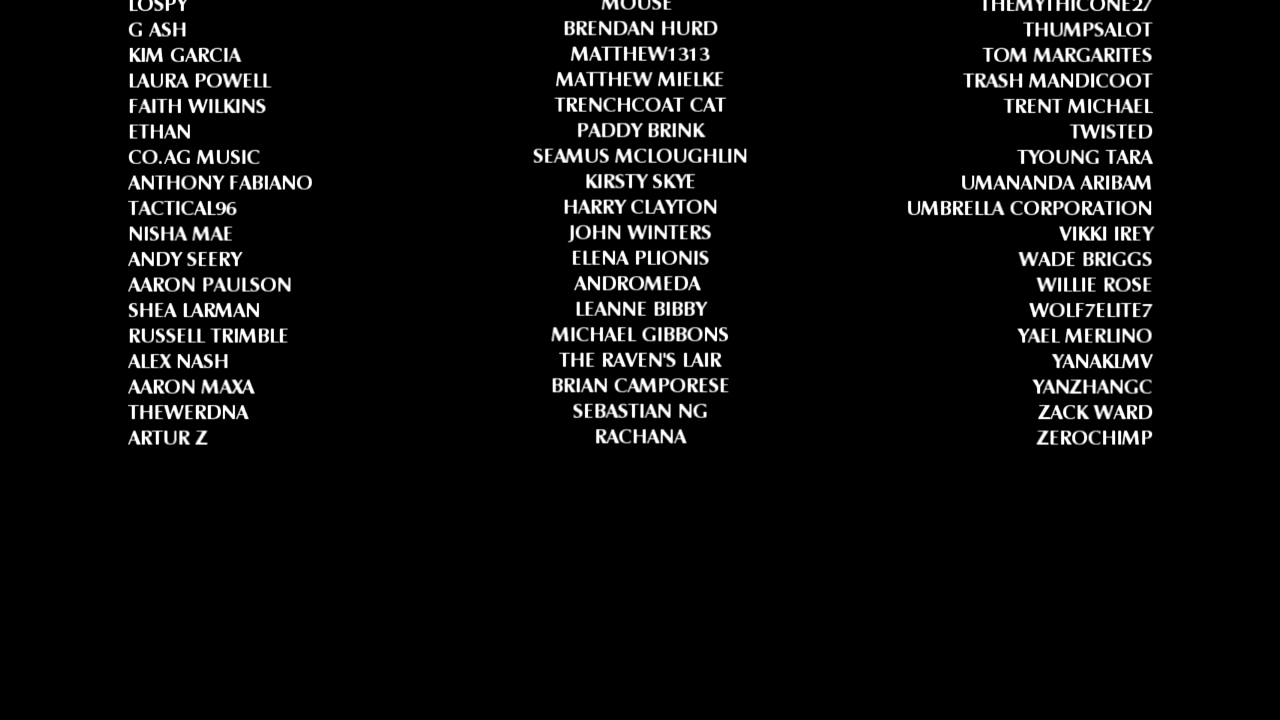 LOSPY
G ASH
KIM GARCIA
LAURA POWELL
FAITH WILKINS
ETHAN
CO.AG MUSIC
ANTHONY FABIANO
TACTICAL96
NISHA MAE
ANDY SEERY
AARON PAULSON
SHEA LARMAN
RUSSELL TRIMBLE
ALEX NASH
AARON MAXA
THEWERDNA
ARTUR Z
MOUSE
BRENDAN HURD
MATTHEW1313
MATTHEW MIELKE
TRENCHCOAT CAT
PADDY BRINK
SEAMUS MCLOUGHLIN
KIRSTY SKYE
HARRY CLAYTON
JOHN WINTERS
ELENA PLIONIS
ANDROMEDA
LEANNE BIBBY
MICHAEL GIBBONS
THE RAVEN'S LAIR
BRIAN CAMPORESE
SEBASTIAN NG
RACHANA
THEMYTHICONE27
THUMPSALOT
TOM MARGARITES
TRASH MANDICOOT
TRENT MICHAEL
TWISTED
TYOUNG TARA
UMANANDA ARIBAM
UMBRELLA CORPORATION
VIKKI IREY
WADE BRIGGS
WILLIE ROSE
WOLF7ELITE7
YAEL MERLINO
YANAKLMV
YANZHANGC
ZACK WARD
ZEROCHIMP